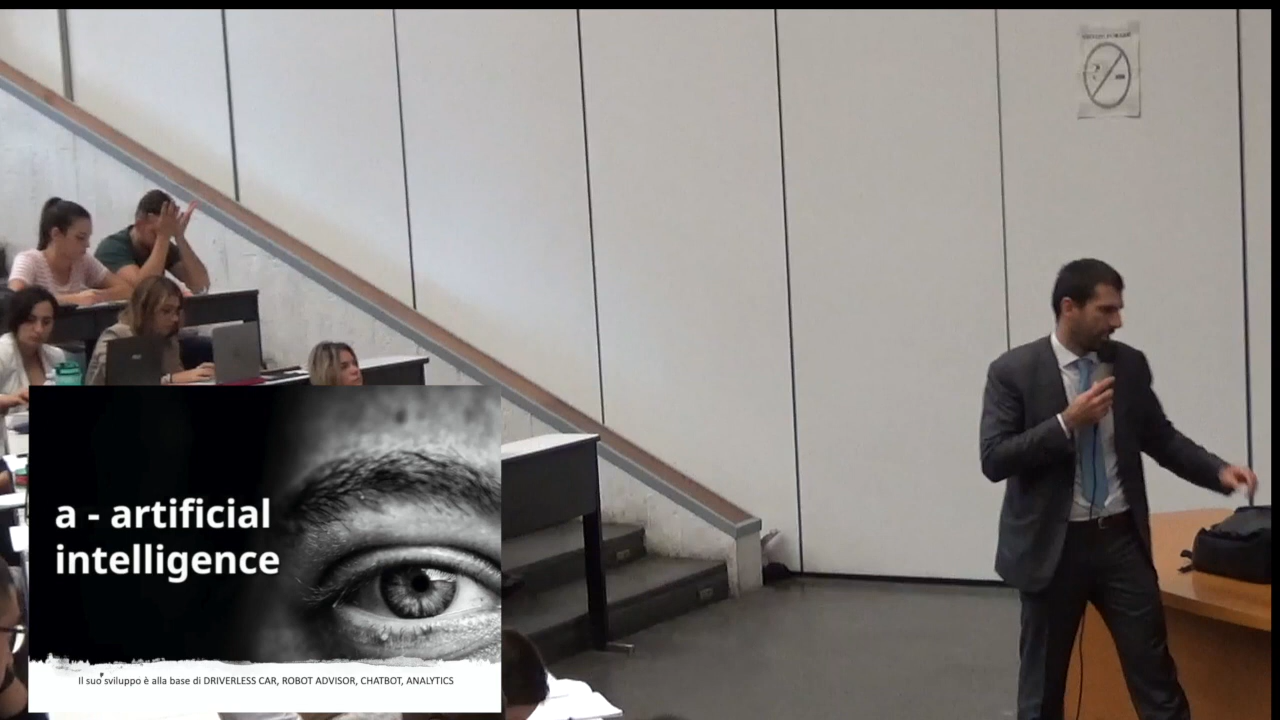 a - artificial
intelligence
Il suo sviluppo è alla base di DRIVERLESS CAR, ROBOT ADVISOR, CHATBOT, ANALYTICS